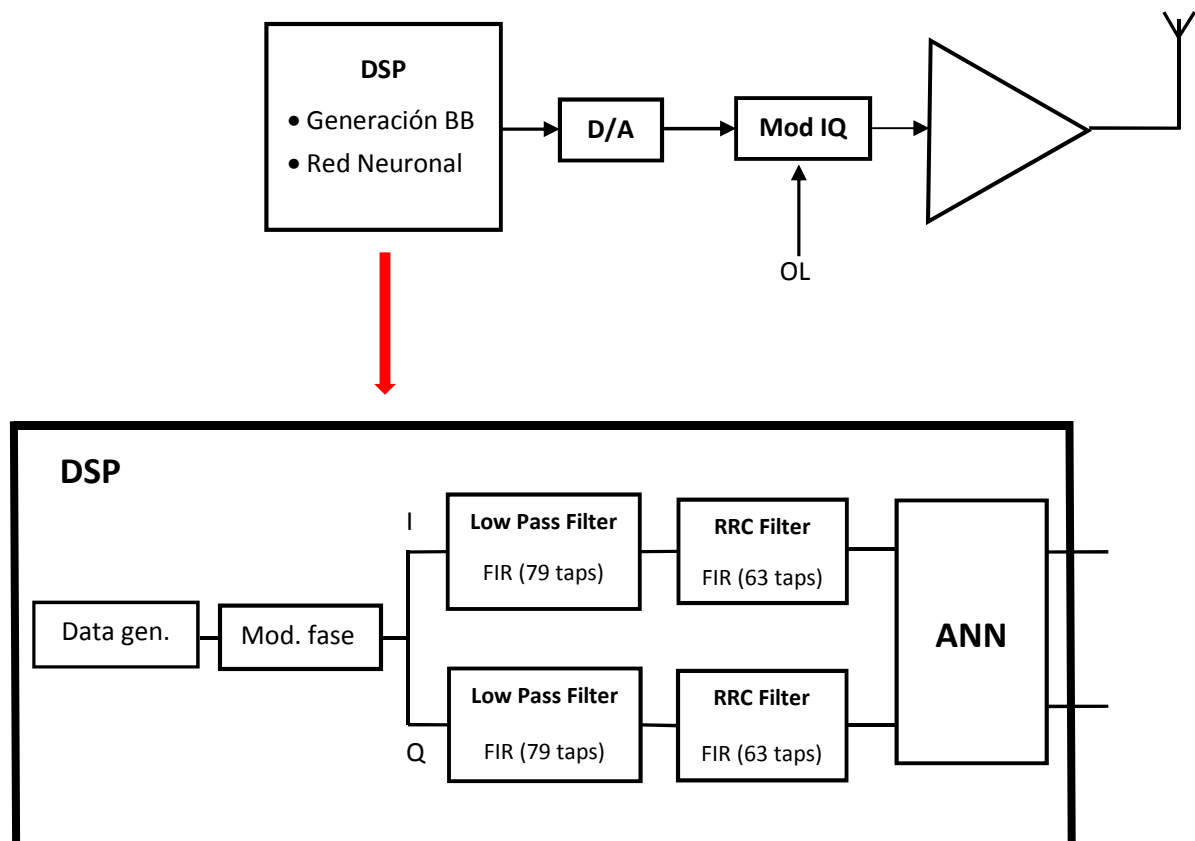 DSP
• Generación BB
• Red Neuronal
D/A
Mod IQ
OL
DSP
I
Low Pass Filter
FIR (79 taps)
RRC Filter
FIR (63 taps)
Data gen.
Mod. fase
ANN
Q
Low Pass Filter
FIR (79 taps)
RRC Filter
FIR (63 taps)